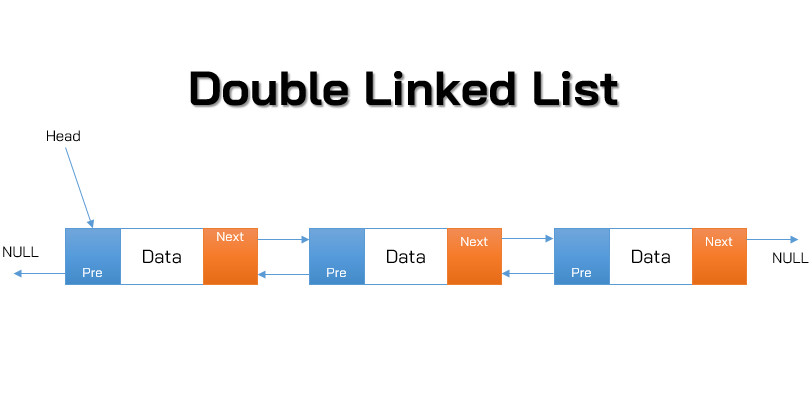 Double Linked List
Head
NULL
Pre
Data
Next
Pre
Data
Next
Pre
Data
Next
NULL